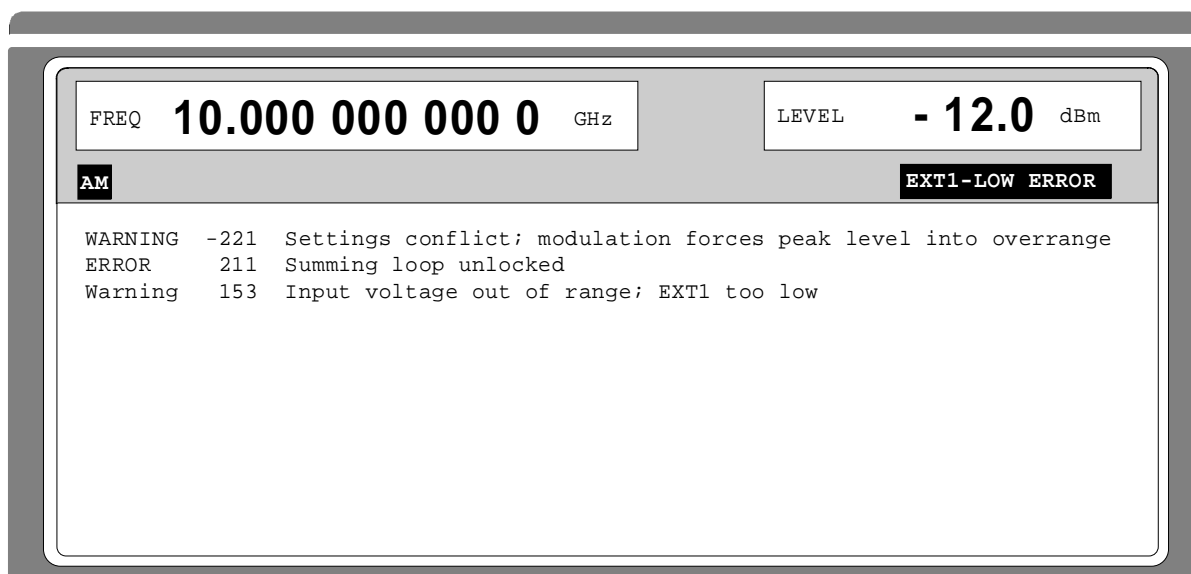 FREQ 10.000 000 000 0 GHz LEVEL - 12.0 dBm
AM EXT1-LOW ERROR
WARNING -221 Settings conflict; modulation forces peak level into overrange
ERROR 211 Summing loop unlocked
Warning 153 Input voltage out of range; EXT1 too low